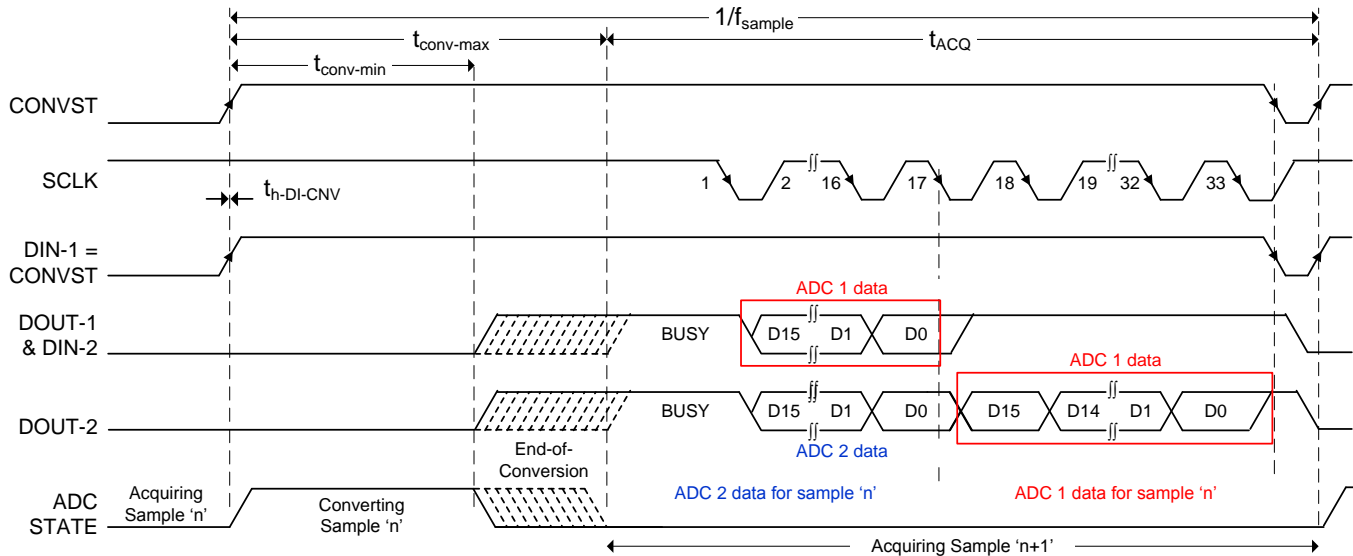 1/fsample
tconv-max
tACQ
tconv-min
CONVST
SCLK
1 2 16 17 18 19 32 33
th-DI-CNV
DIN-1 =
CONVST
ADC 1 data
DOUT-1
& DIN-2
BUSY D15 D1 D0
ADC 1 data
DOUT-2
BUSY D15 D1 D0 D15 D14 D1 D0
ADC 2 data
End-of-
Conversion
ADC
STATE
Acquiring
Sample 'n'
Converting
Sample 'n'
ADC 2 data for sample 'n'
ADC 1 data for sample 'n'
Acquiring Sample 'n+1'